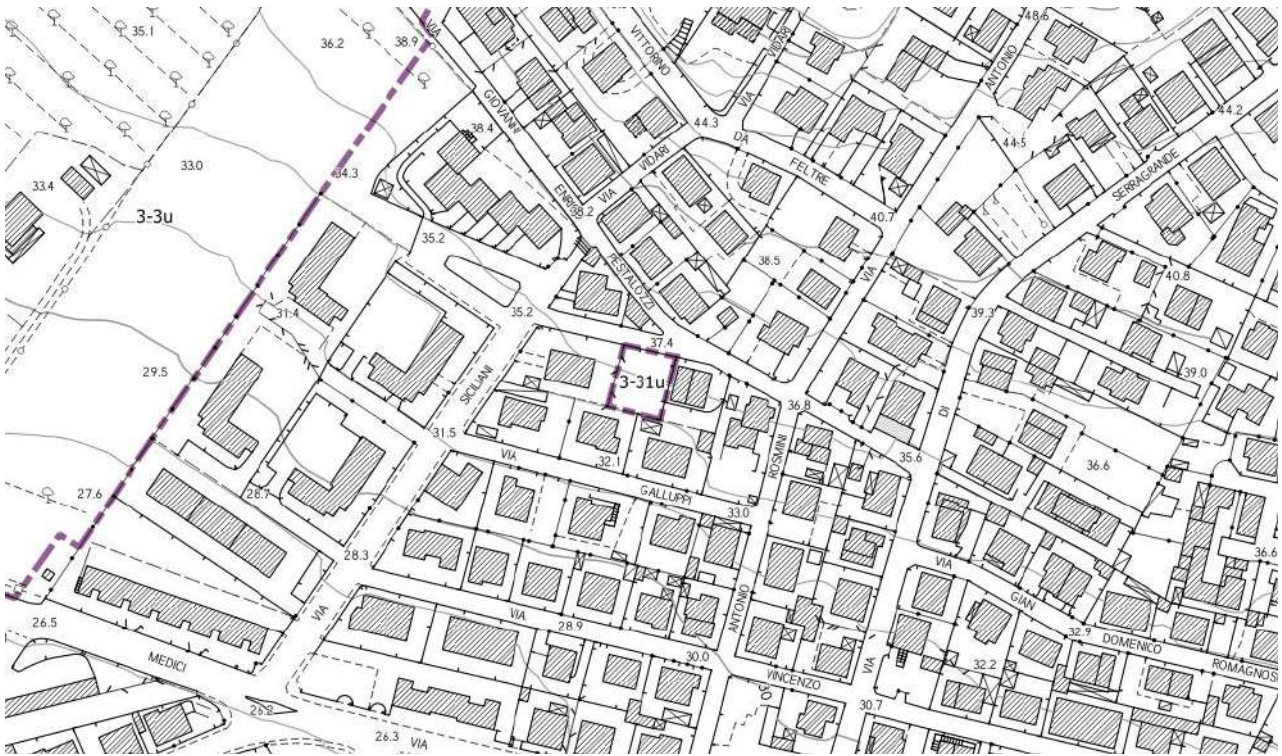 35.1
36.2
38.9
VIA
GIOVANNI
ENRICO
PESTALOZZI
VITTORINO
DA
FELTRE
VIA
VIDARI
VIA
VIDARI
44.3
48.6
VIA
ANTONIO
44.5
44.2
DI
SERRAGRANDE
33.0
33.4
3-3u
34.3
38.4
38.2
35.2
35.2
40.7
38.5
40.8
39.3
39.0
31.4
29.5
37.4
3-31u
36.8
35.6
36.6
36.6
VIA
SICILIANI
31.5
VIA
GALLUPPI
32.1
33.0
ANTONIO
ROSMINI
27.6
28.7
28.3
VIA
28.9
30.0
VINCENZO
VIA
GIAN
DOMENICO
32.9
32.2
30.7
26.5
MEDICI
26.2
26.3
VIA